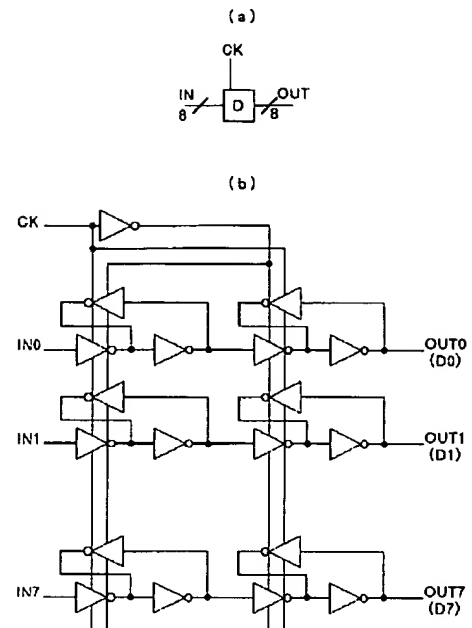 (a)
CK
IN
OUT
D
8
8
(b)
CK
IN0
OUT0
(D0)
IN1
OUT1
(D1)
IN7
OUT7
(D7)